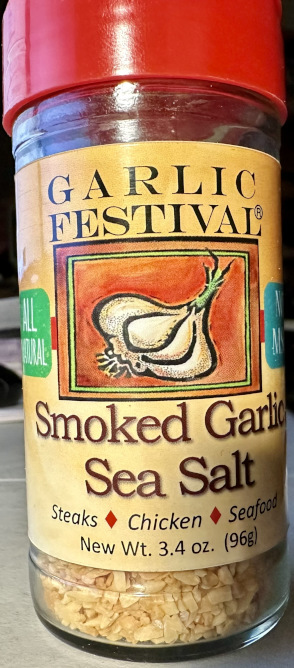 GARLIC
FESTIVAL®
ALL
NATURAL
Smoked Garlic
Sea Salt
Steaks ♦ Chicken ♦ Seafood
New Wt. 3.4 oz. (96g)